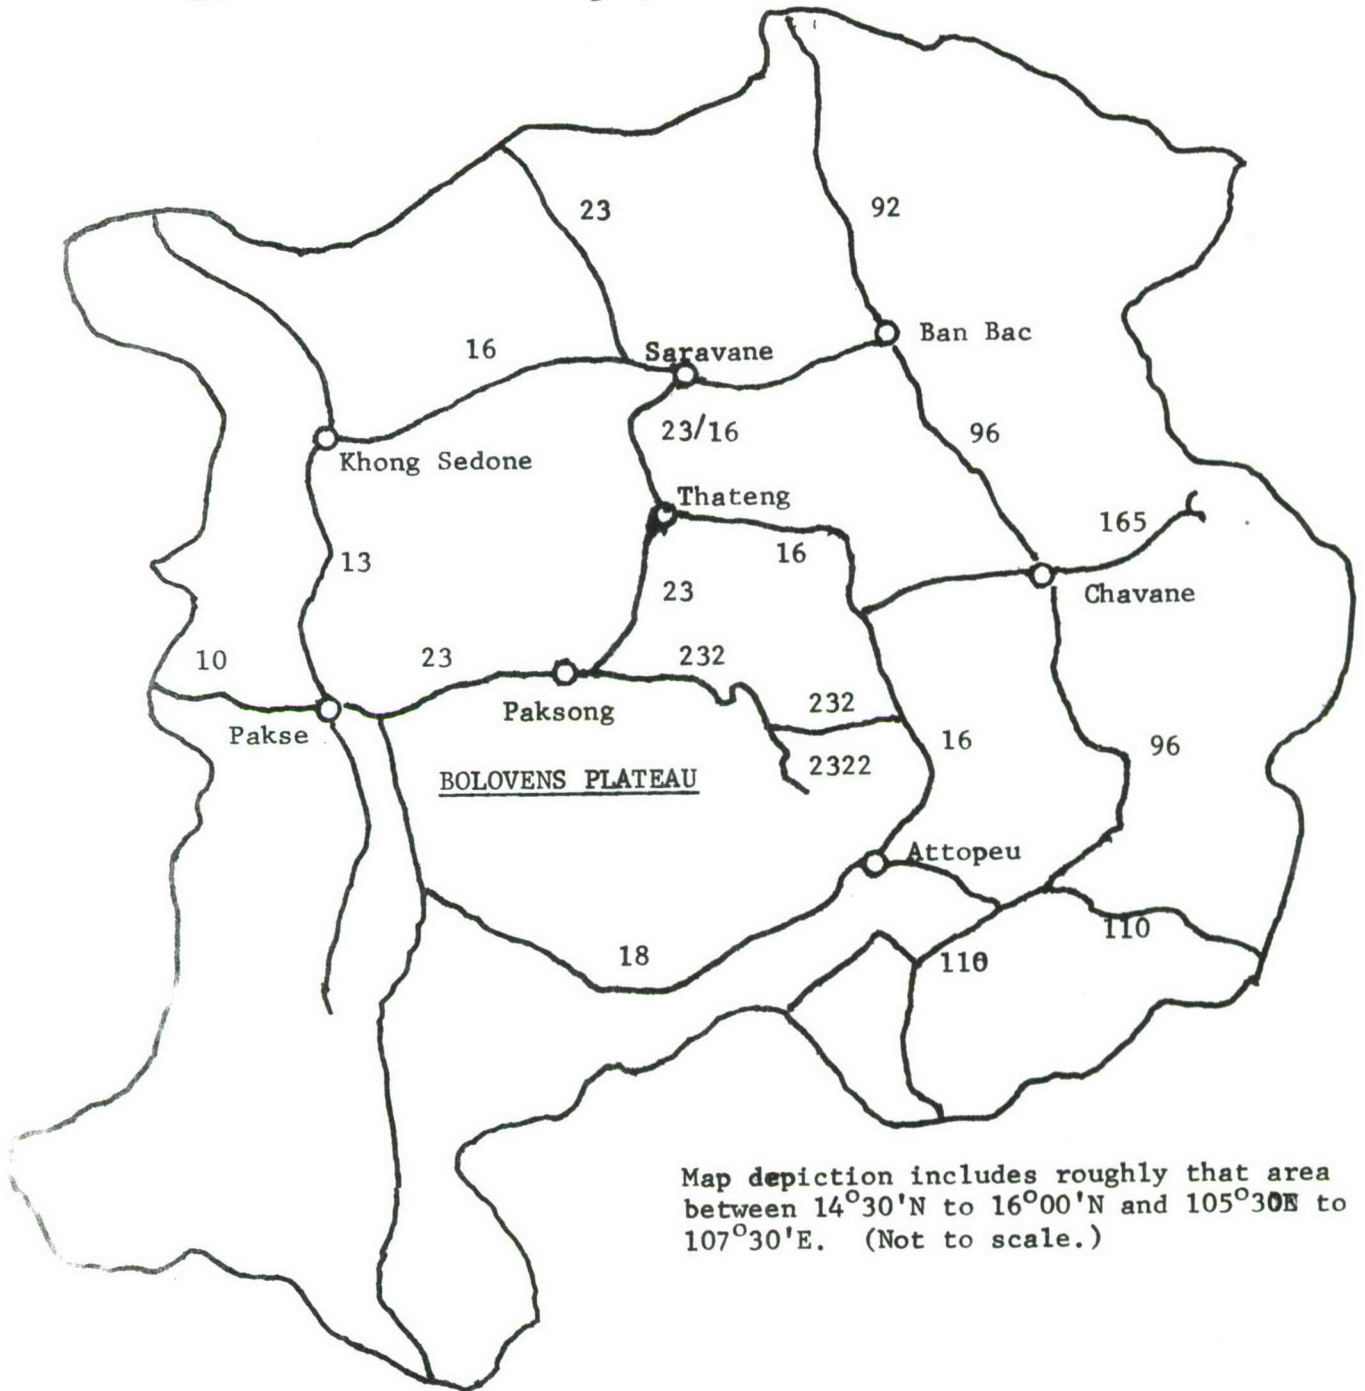 23
92
16
Saravane
Ban Bac
23/16
96
Khong Sedone
Thateng
165
13
16
23
Chavane
10
23
232
232
Paksong
Pakse
16
96
2322
BOLOVENS PLATEAU
Attopeu
110
18
110
Map depiction includes roughly that area
between 14°30'N to 16°00'N and 105°30E to
107°30'E. (Not to scale.)